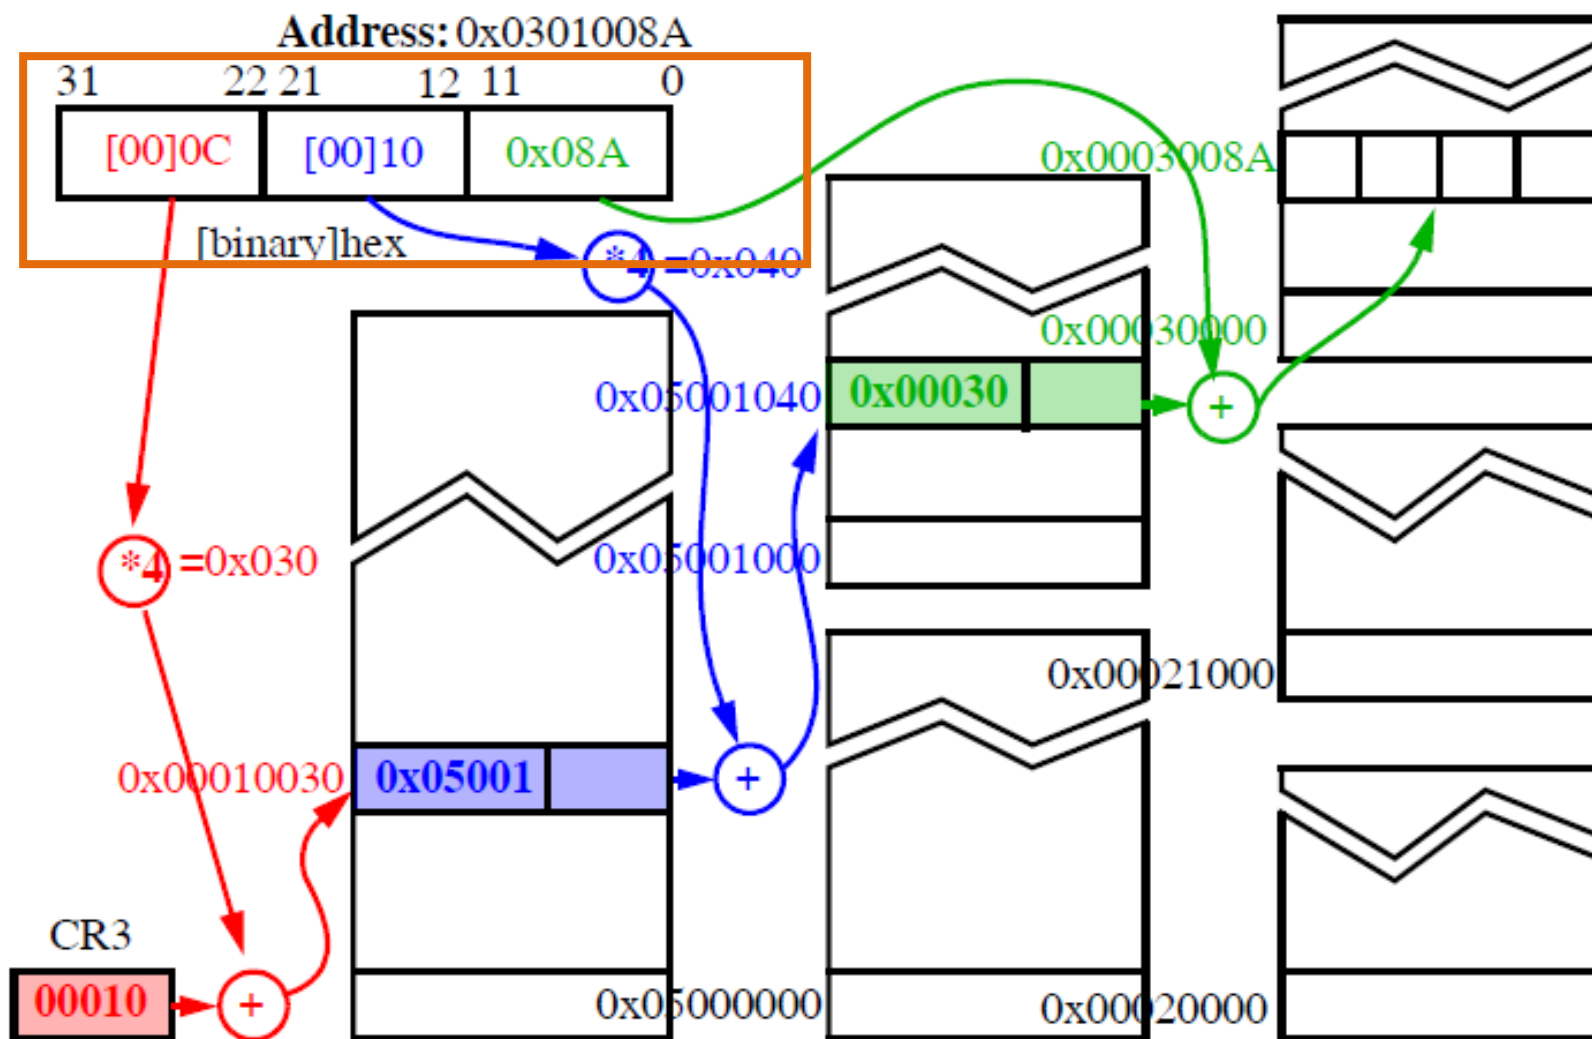 Address: 0x0301008A
31 22 21 12 11 0
[00]0C [00]10 0x08A
0x0003008A
[binary]hex
*4 =0x040
0x00030000
0x05001040
0x00030
+
*4 =0x030
0x05001000
0x00021000
0x00010030
0x05001
+
CR3
00010
+
0x05000000
0x00020000